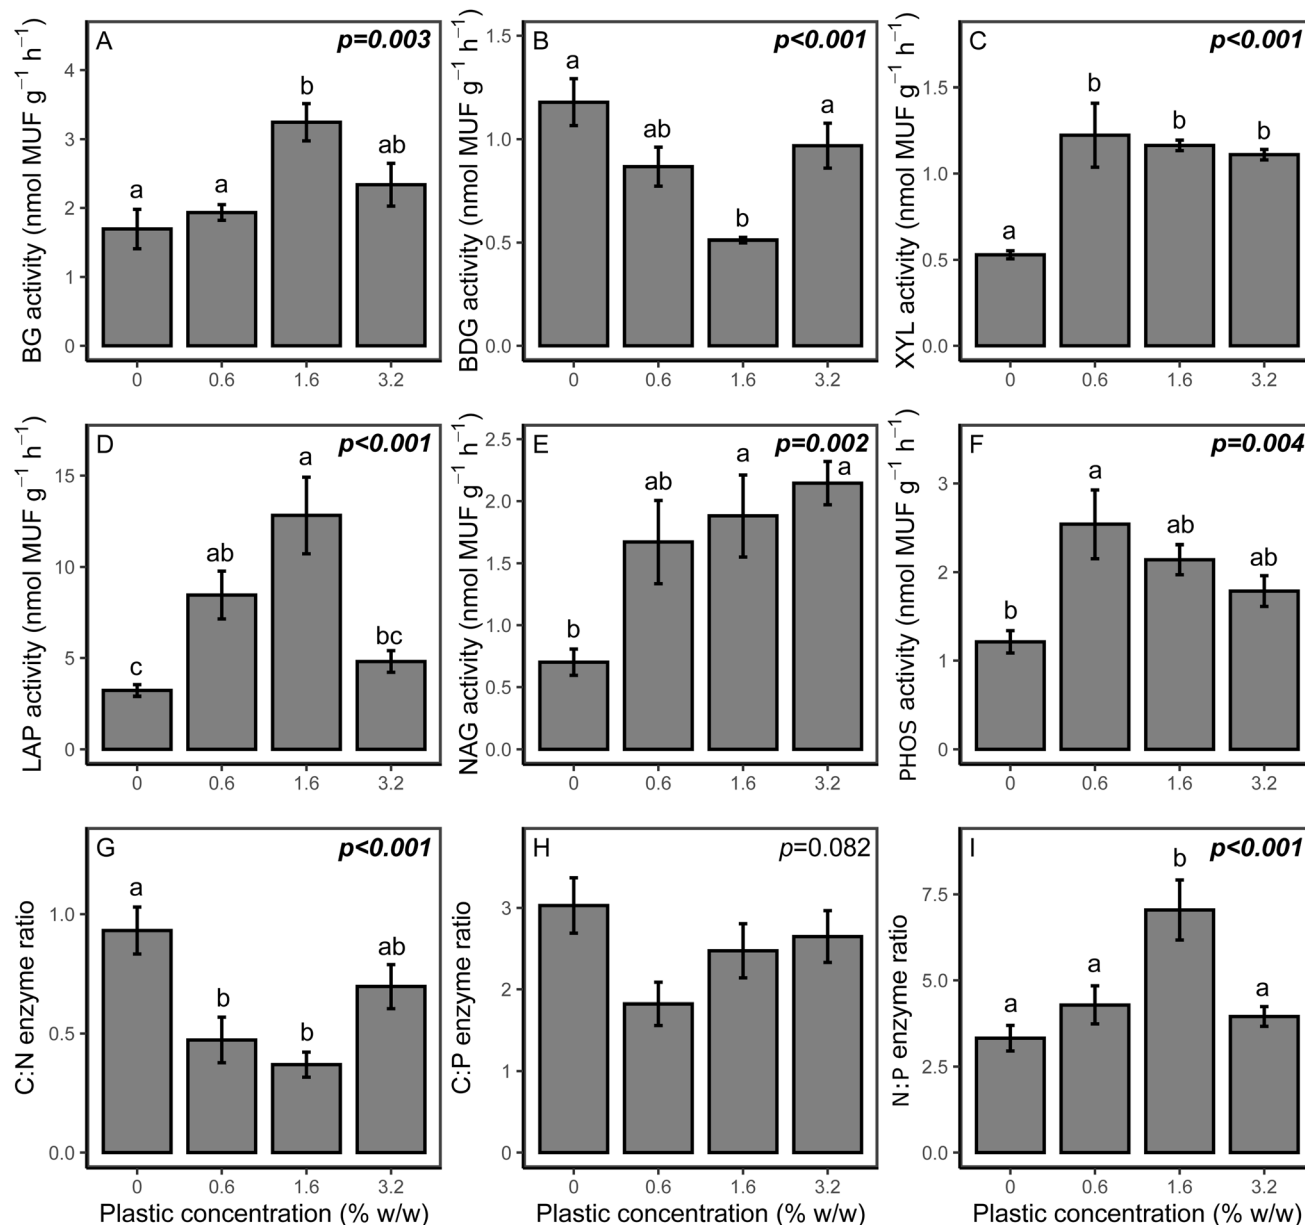 A
p=0.003
BG activity (nmol MUF g⁻¹ h⁻¹)
4
3
2
1
0
a
a
b
ab
0 0.6 1.6 3.2
B
p<0.001
BDG activity (nmol MUF g⁻¹ h⁻¹)
1.5
1.0
0.5
0.0
a
ab
b
a
0 0.6 1.6 3.2
C
p<0.001
XYL activity (nmol MUF g⁻¹ h⁻¹)
1.5
1.0
0.5
0.0
a
b
b
b
0 0.6 1.6 3.2
D
p<0.001
LAP activity (nmol MUF g⁻¹ h⁻¹)
15
10
5
0
c
ab
a
bc
0 0.6 1.6 3.2
E
p=0.002
NAG activity (nmol MUF g⁻¹ h⁻¹)
2.5
2.0
1.5
1.0
0.5
0.0
b
ab
a
a
0 0.6 1.6 3.2
F
p=0.004
PHOS activity (nmol MUF g⁻¹ h⁻¹)
3
2
1
0
b
a
ab
ab
0 0.6 1.6 3.2
G
p<0.001
C:N enzyme ratio
1.0
0.5
0.0
a
b
b
ab
0 0.6 1.6 3.2
Plastic concentration (% w/w)
H
p=0.082
C:P enzyme ratio
3
2
1
0
0 0.6 1.6 3.2
Plastic concentration (% w/w)
I
p<0.001
N:P enzyme ratio
7.5
5.0
2.5
0.0
a
a
b
a
0 0.6 1.6 3.2
Plastic concentration (% w/w)